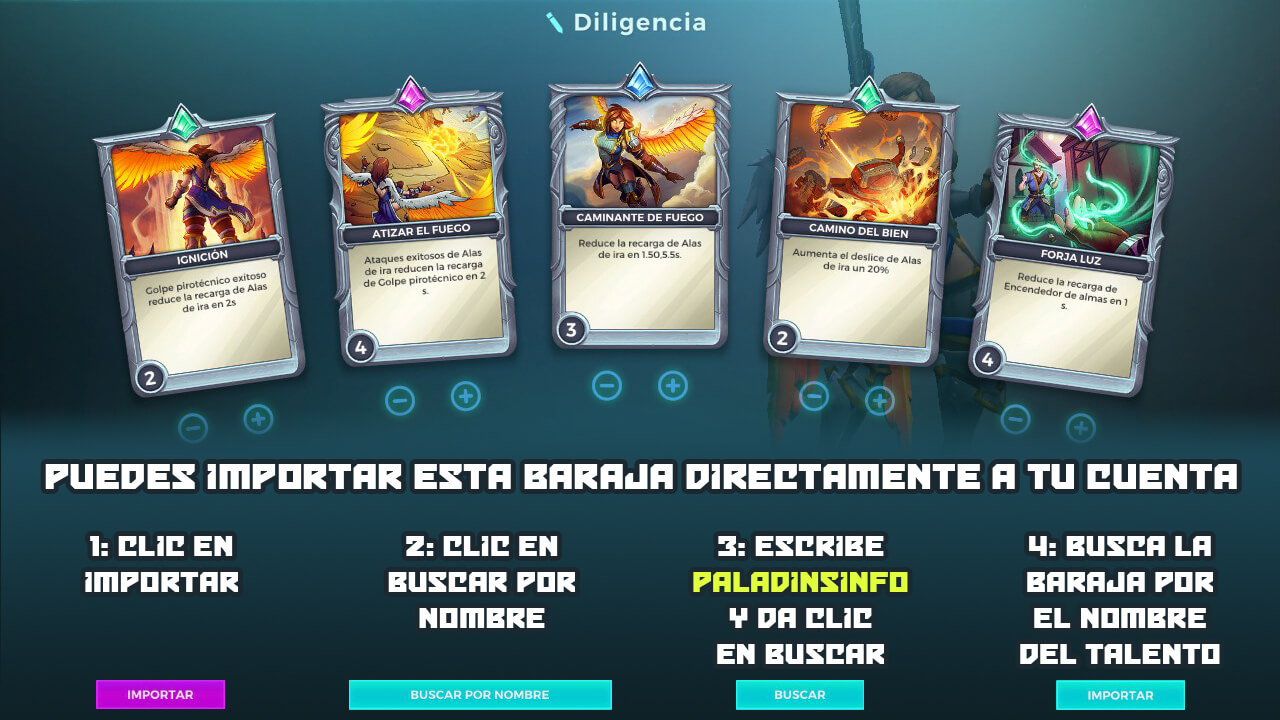 Diligencia
IGNICIÓN
Golpe pirotécnico exitoso
reduce la recarga de Alas
de ira en 2s
2
ATIZAR EL FUEGO
Ataques exitosos de Alas
de ira reducen la recarga
de Golpe pirotécnico en 2
s.
4
CAMINANTE DE FUEGO
Reduce la recarga de Alas
de ira en 1.50,5.5s.
3
CAMINO DEL BIEN
Aumenta el deslice de Alas
de ira un 20%
2
FORJA LUZ
Reduce la recarga de
Encendedor de almas en 1
s.
4
PUEDES IMPORTAR ESTA BARAJA DIRECTAMENTE A TU CUENTA
1: CLIC EN
IMPORTAR
2: CLIC EN
BUSCAR POR
NOMBRE
3: ESCRIBE
PALADINSINFO
Y DA CLIC
EN BUSCAR
4: BUSCA LA
BARAJA POR
EL NOMBRE
DEL TALENTO
IMPORTAR
BUSCAR POR NOMBRE
BUSCAR
IMPORTAR